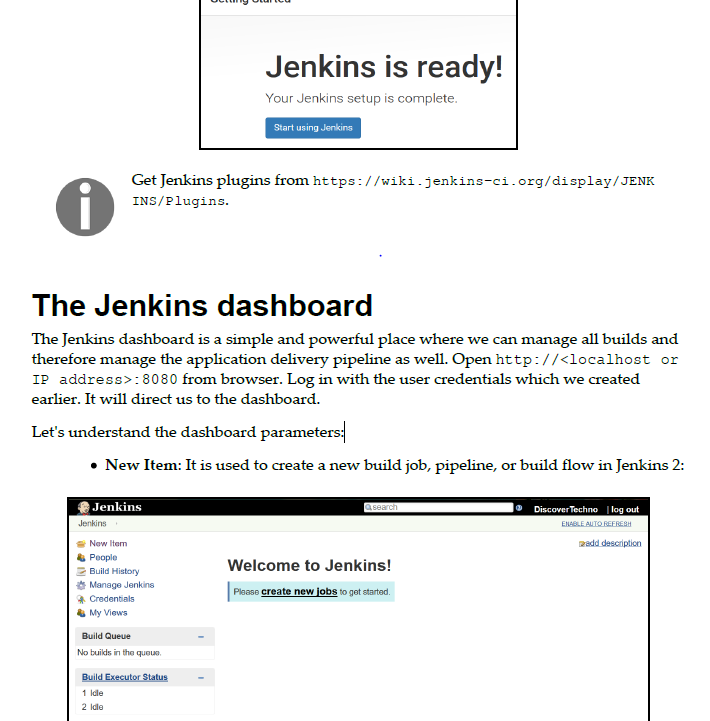 Getting Started
Jenkins is ready!
Your Jenkins setup is complete.
Start using Jenkins
Get Jenkins plugins from https://wiki.jenkins-ci.org/display/JENK
INS/Plugins.
.
The Jenkins dashboard
The Jenkins dashboard is a simple and powerful place where we can manage all builds and
therefore manage the application delivery pipeline as well. Open http://<localhost or
IP address>:8080 from browser. Log in with the user credentials which we created
earlier. It will direct us to the dashboard.
Let's understand the dashboard parameters:
• New Item: It is used to create a new build job, pipeline, or build flow in Jenkins 2:
Jenkins search DiscoverTechno | log out
Jenkins ENABLE AUTO REFRESH
New Item add description
People
Build History
Manage Jenkins
Credentials
My Views
Welcome to Jenkins!
Please create new jobs to get started.
Build Queue –
No builds in the queue.
Build Executor Status –
1 Idle
2 Idle